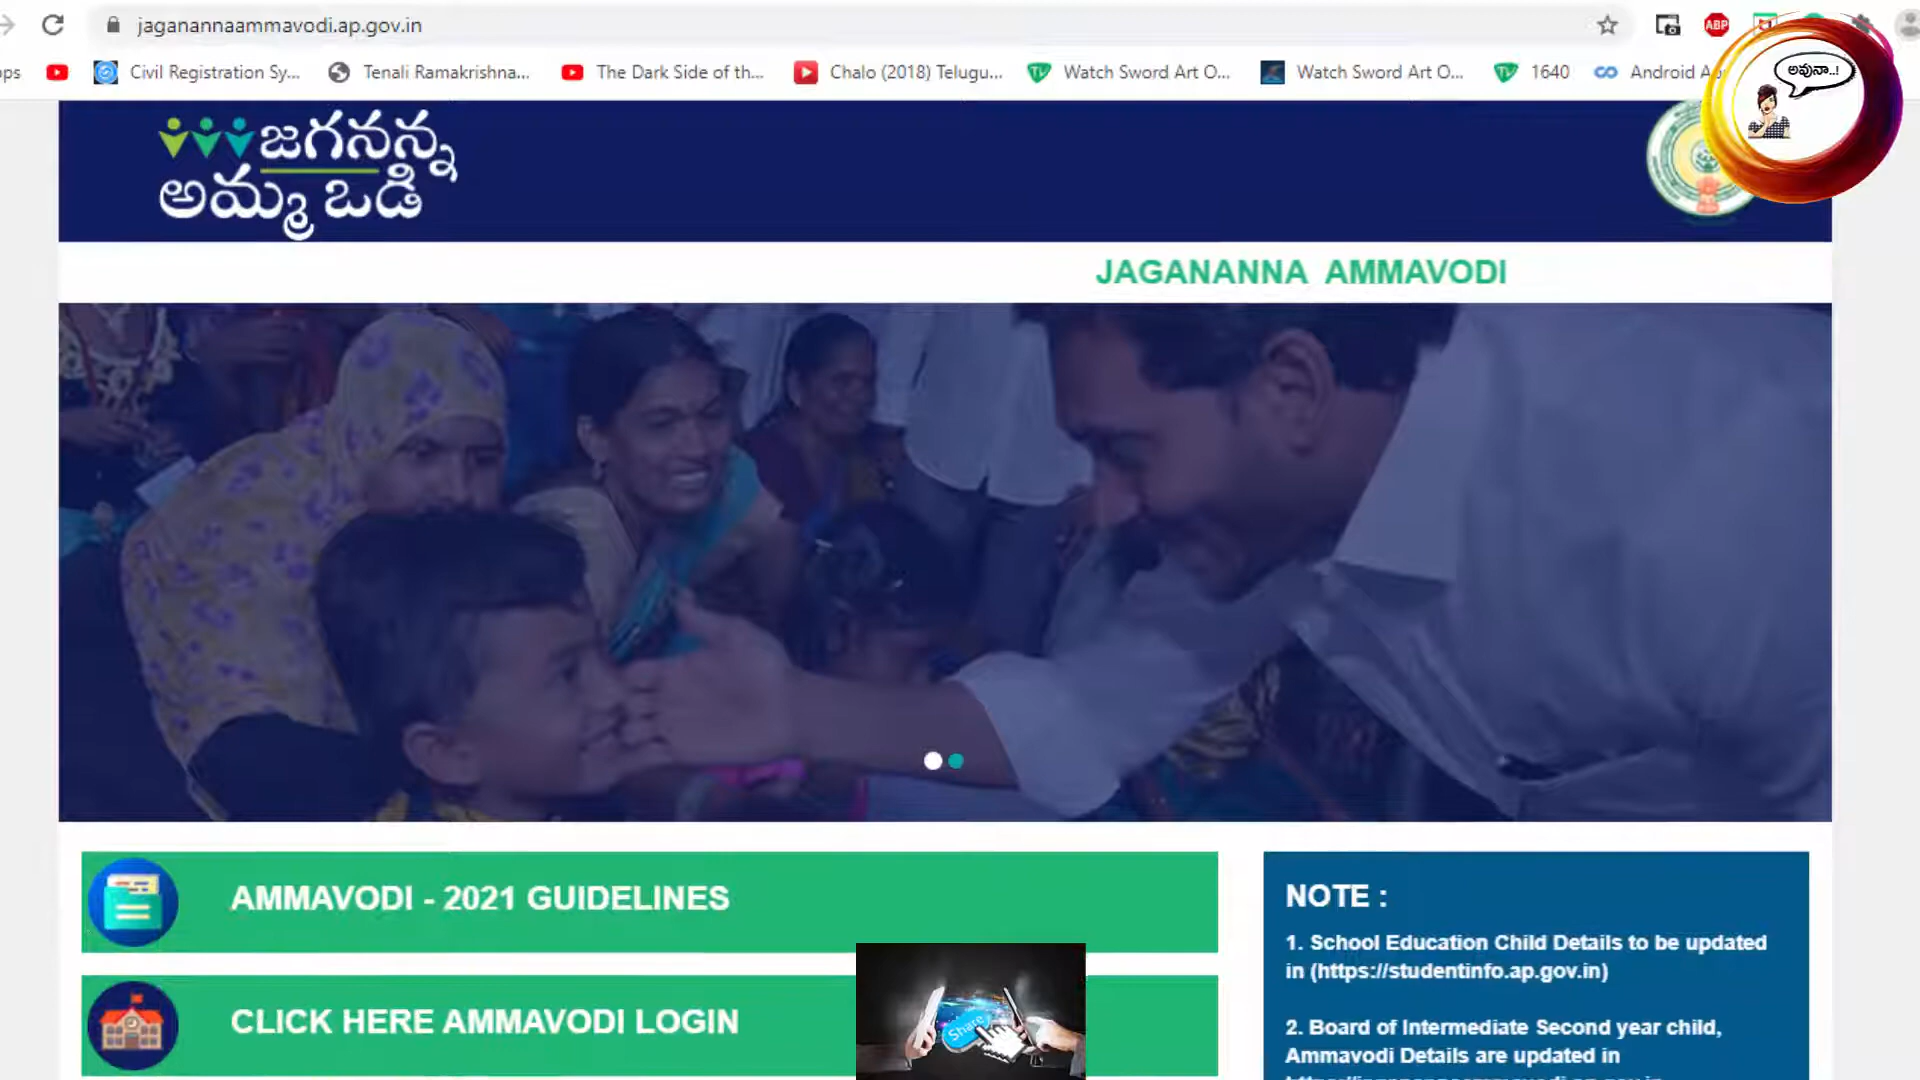 jaganannaammavodi.ap.gov.in
ABP
Civil Registration Sy...
Tenali Ramakrishna...
The Dark Side of th...
Chalo (2018) Telugu...
Watch Sword Art O...
Watch Sword Art O...
1640
Android
అవునా..!
జగనన్న
అమ్మ ఒడి
JAGANANNA AMMAVODI
AMMAVODI - 2021 GUIDELINES
CLICK HERE AMMAVODI LOGIN
Share
NOTE :
1. School Education Child Details to be updated
in (https://studentinfo.ap.gov.in)
2. Board of Intermediate Second year child,
Ammavodi Details are updated in